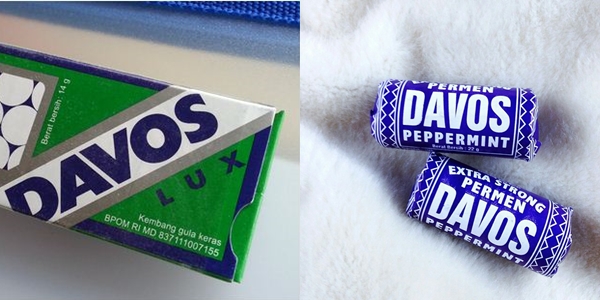 Berat bersih: 14 g
DAVOS
LUX
Kembang gula keras
BPOM RI MD 837111007155
PERMEN
DAVOS
PEPPERMINT
Berat Bersih : 22 g
EXTRA STRONG
PERMEN
DAVOS
PEPPERMINT